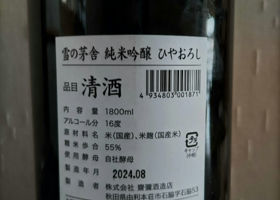 雪の茅舎 純米吟醸 ひやおろし
品目 清酒
4 934803 001871
内容量 1800ml
アルコール分 16度
原材料名 米(国産)、米麹(国産米)
精米歩合 55%
使用酵母 自社酵母
製造年月 2024.08
製造者 株式会社 齋彌酒造店
秋田県由利本荘市石脇字石脇53